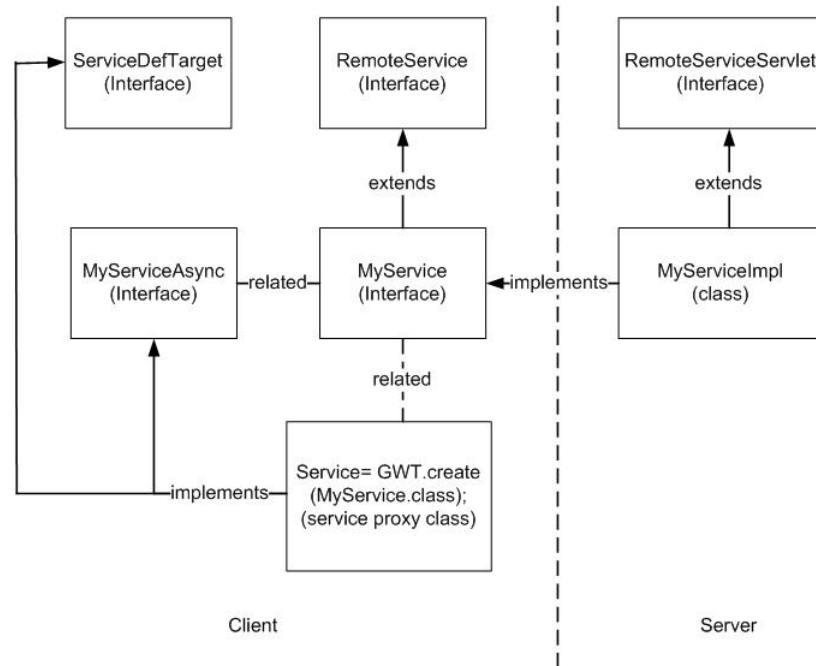 ServiceDefTarget
(Interface)
RemoteService
(Interface)
RemoteServiceServlet
(Interface)
extends
extends
MyServiceAsync
(Interface)
related
MyService
(Interface)
implements
MyServiceImpl
(class)
related
implements
Service= GWT.create
(MyService.class);
(service proxy class)
Client
Server